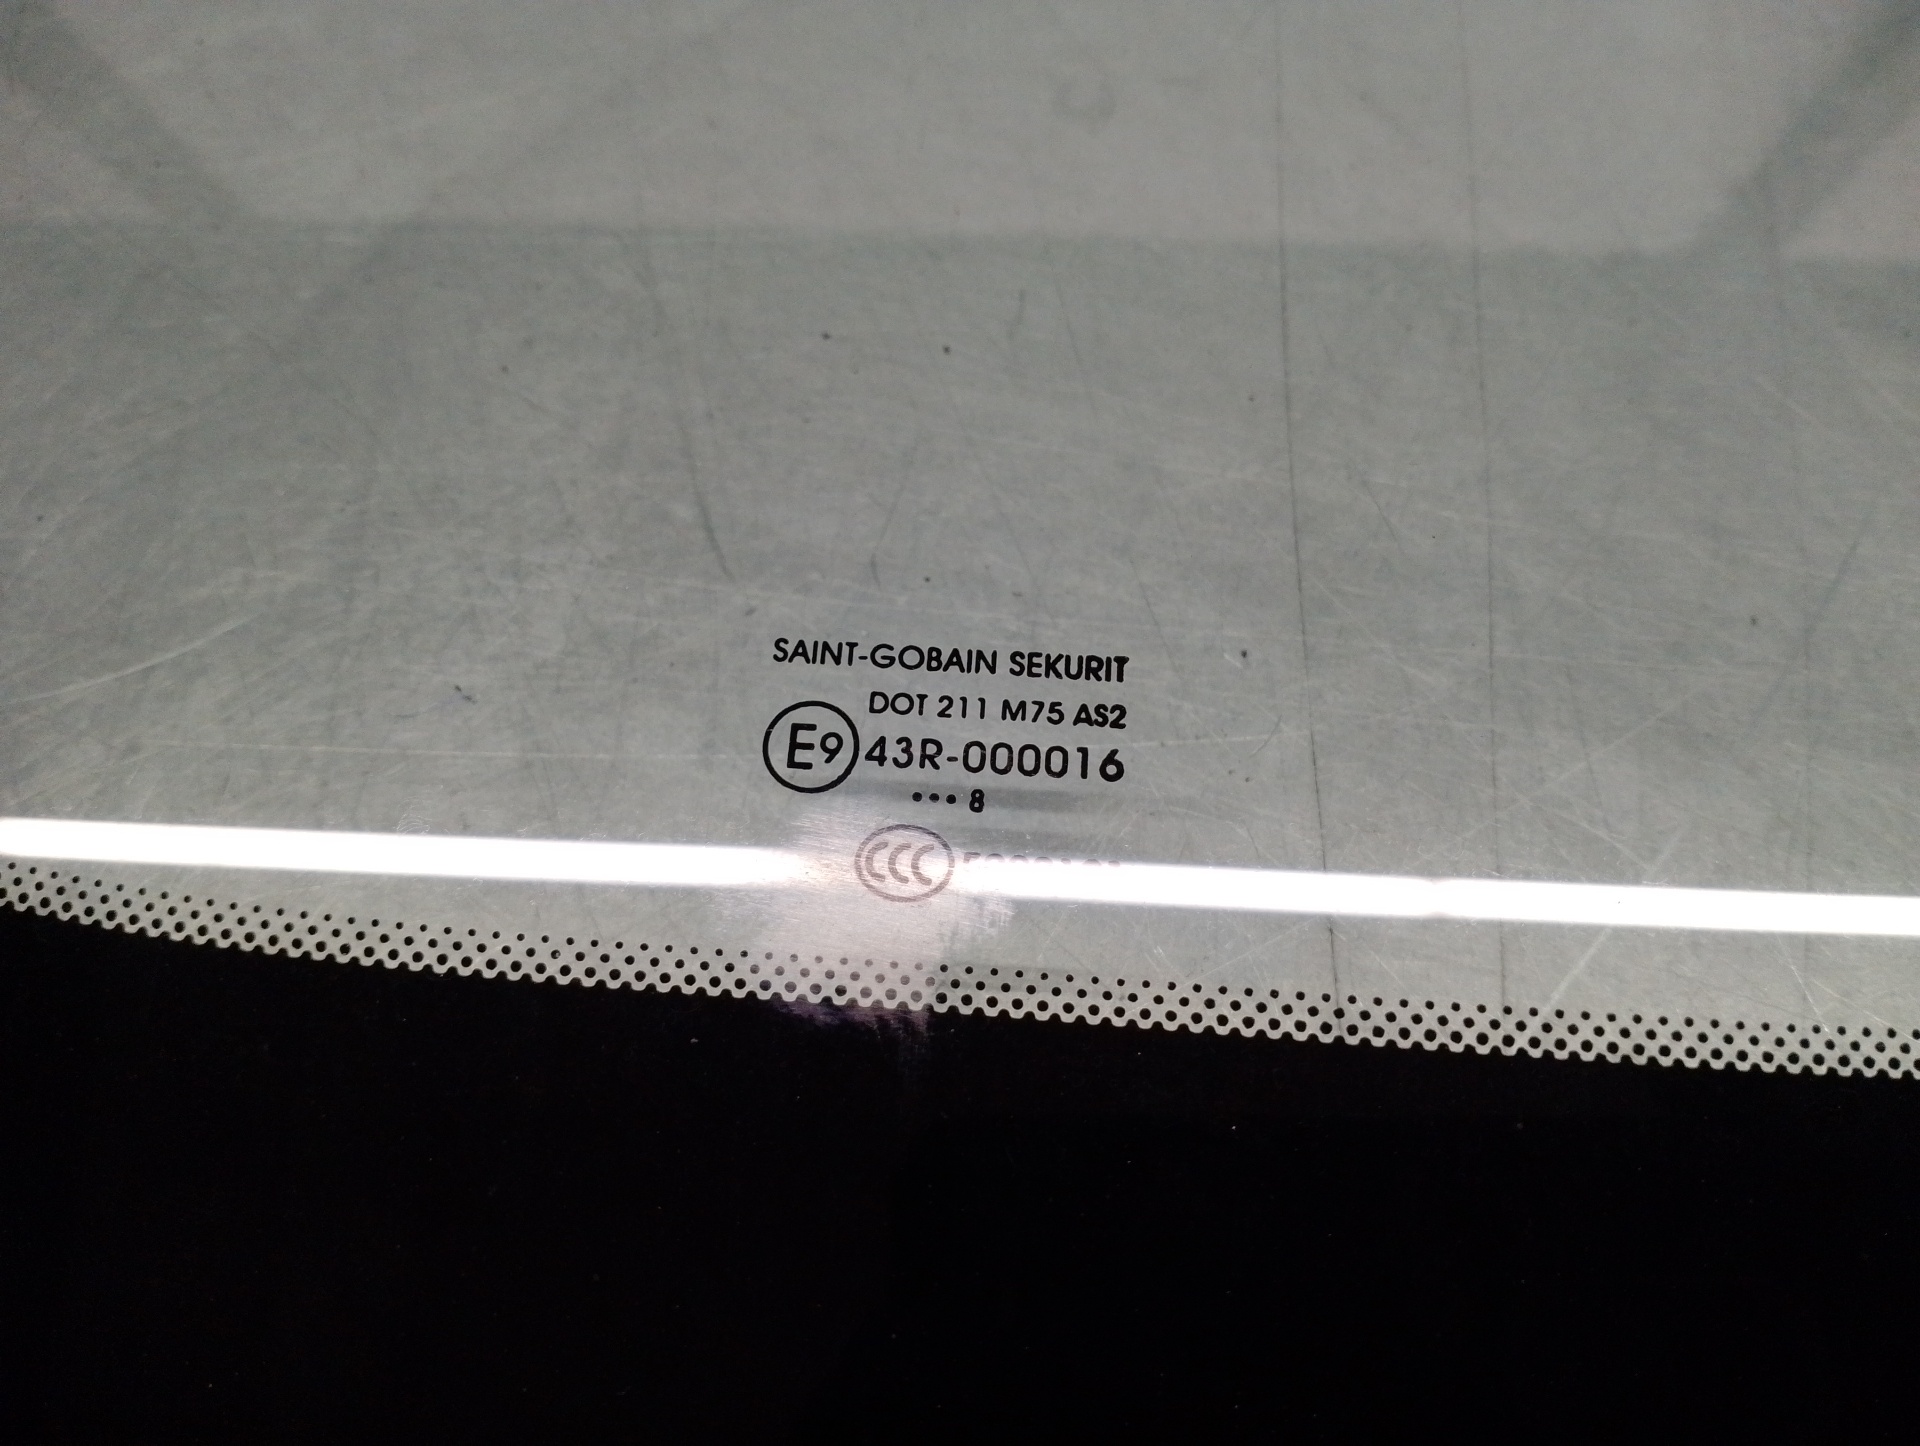 SAINT-GOBAIN SEKURIT
DOT 211 M75 AS2
E9 43R-000016
••• 8
CCC